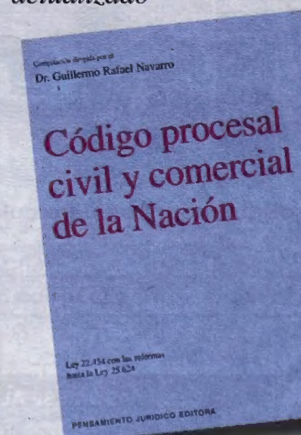 actualizado
Compilación dirigida por el
Dr. Guillermo Rafael Navarro
Código procesal
civil y comercial
de la Nación
Ley 22.434 con las reformas
hasta la Ley 25.624
PENSAMIENTO JURIDICO EDITORA